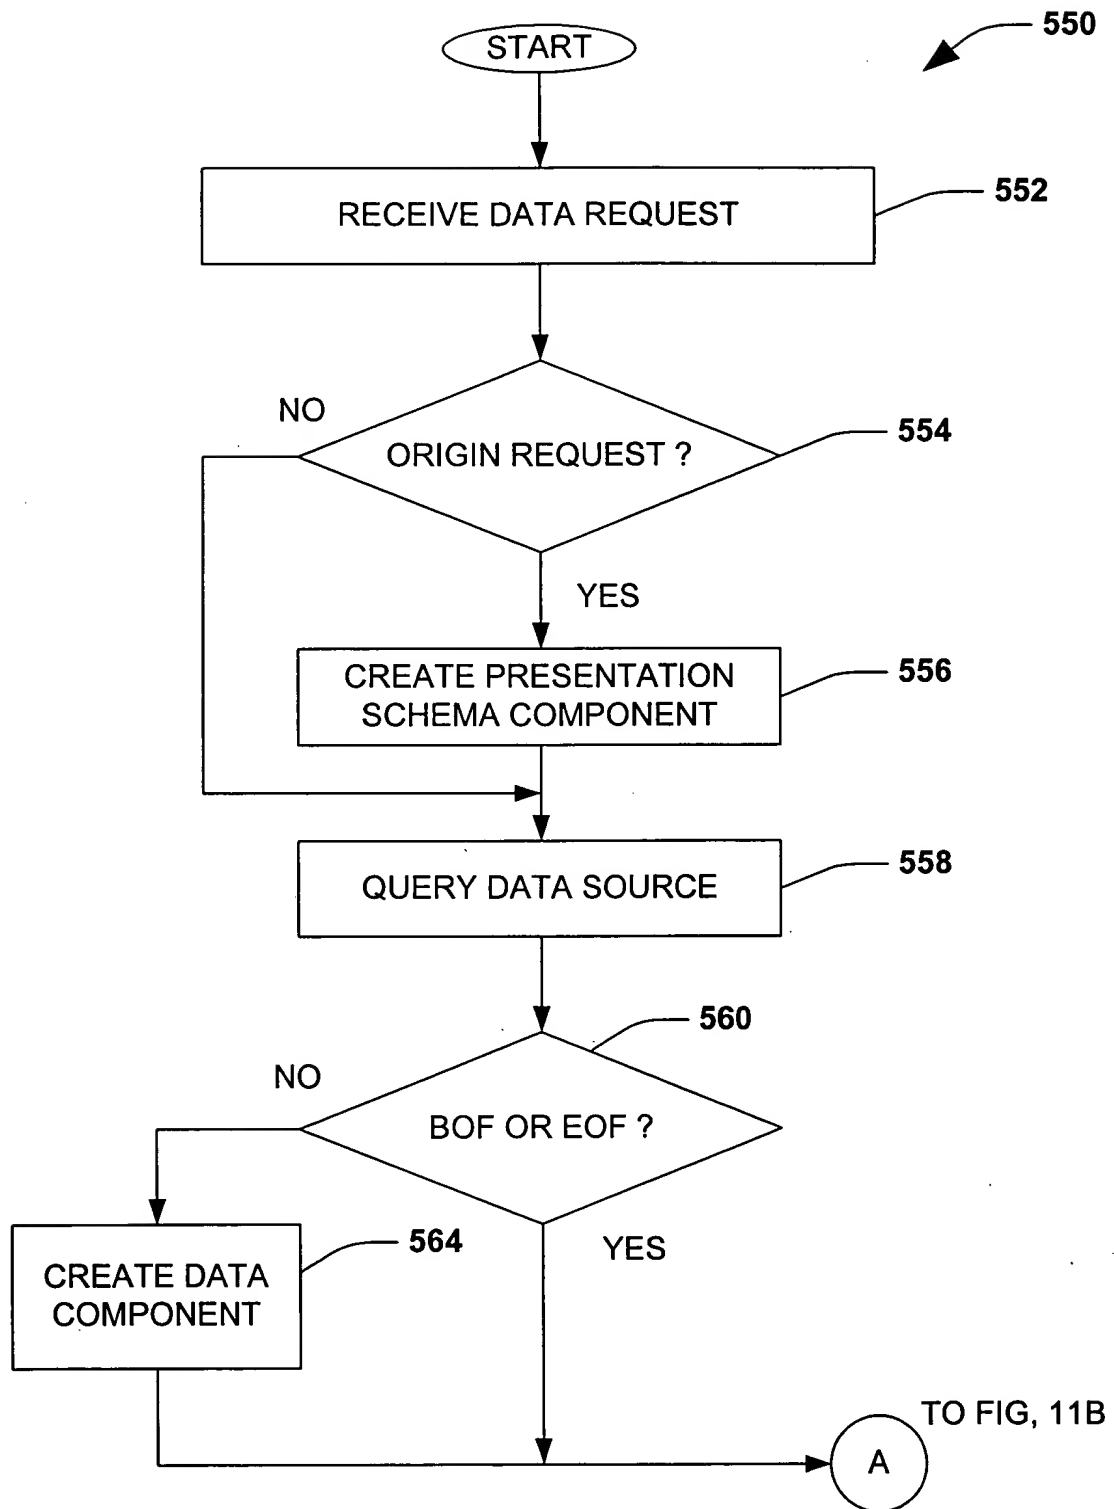 START
550
RECEIVE DATA REQUEST
552
NO
ORIGIN REQUEST ?
554
YES
CREATE PRESENTATION
SCHEMA COMPONENT
556
QUERY DATA SOURCE
558
560
NO
BOF OR EOF ?
564
YES
CREATE DATA
COMPONENT
TO FIG, 11B
A